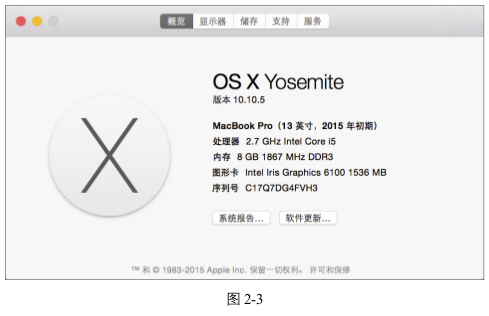 概览 显示器 储存 支持 服务
OS X Yosemite
版本 10.10.5
MacBook Pro（13 英寸，2015 年初期）
处理器 2.7 GHz Intel Core i5
内存 8 GB 1867 MHz DDR3
图形卡 Intel Iris Graphics 6100 1536 MB
序列号 C17Q7DG4FVH3
系统报告... 软件更新...
™ 和 © 1983-2015 Apple Inc. 保留一切权利。 许可和保修
图 2-3